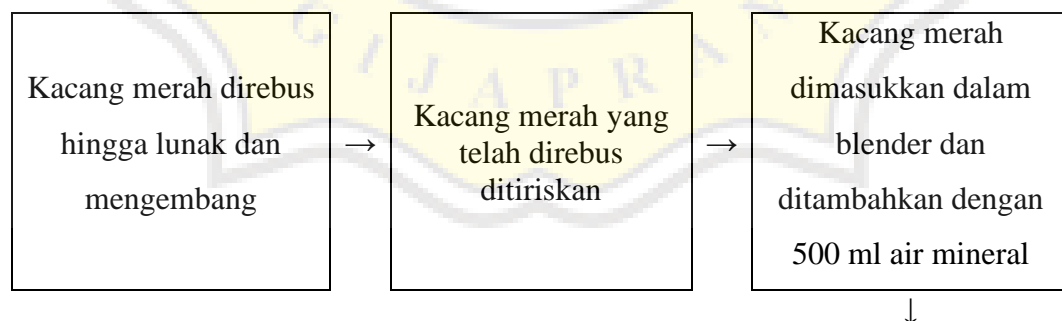 GIJAPRAN
Kacang merah direbus
hingga lunak dan
mengembang
→
Kacang merah yang
telah direbus
ditiriskan
→
Kacang merah
dimasukkan dalam
blender dan
ditambahkan dengan
500 ml air mineral
↓